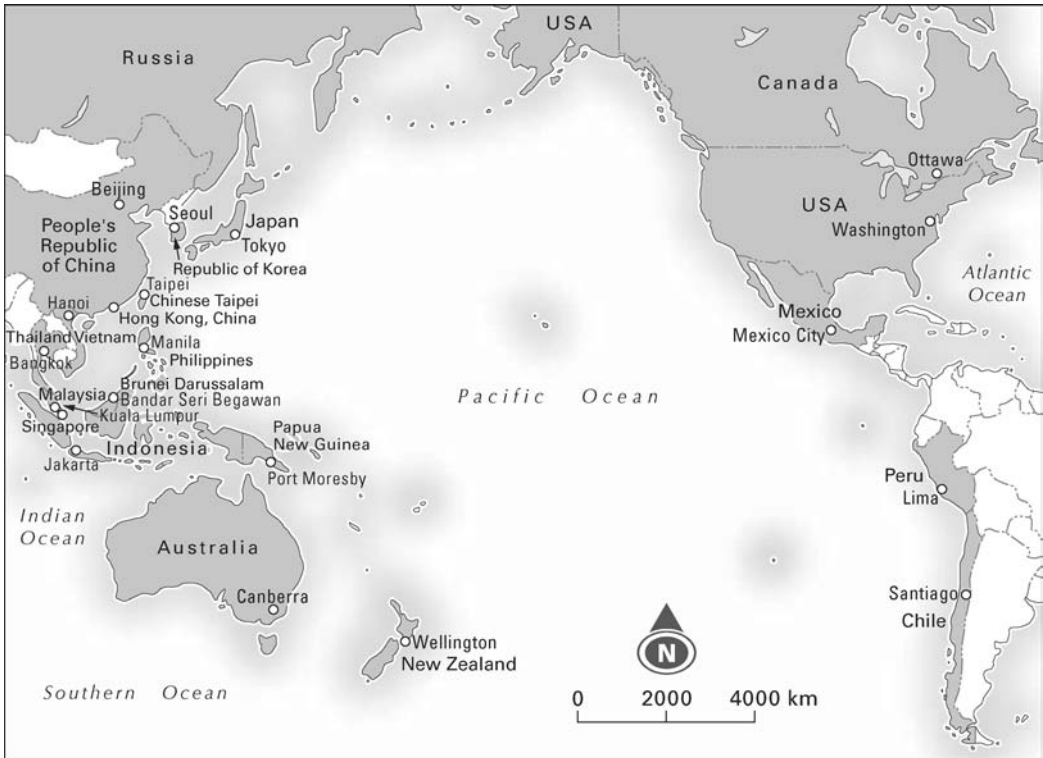 USA
Russia
Canada
Ottawa
Beijing
USA
Seoul
Japan
People's
Republic
of China
Washington
Tokyo
Republic of Korea
Atlantic
Ocean
Taipei
Chinese Taipei
Hanoi
Hong Kong, China
Mexico
Mexico City
Thailand Vietnam
Manila
Bangkok
Philippines
Brunei Darussalam
Malaysia
Bandar Seri Begawan
Pacific Ocean
Kuala Lumpur
Singapore
Papua
New Guinea
Indonesia
Jakarta
Port Moresby
Peru
Lima
Indian
Ocean
Australia
Canberra
Santiago
Chile
Wellington
New Zealand
N
Southern Ocean
0 2000 4000 km